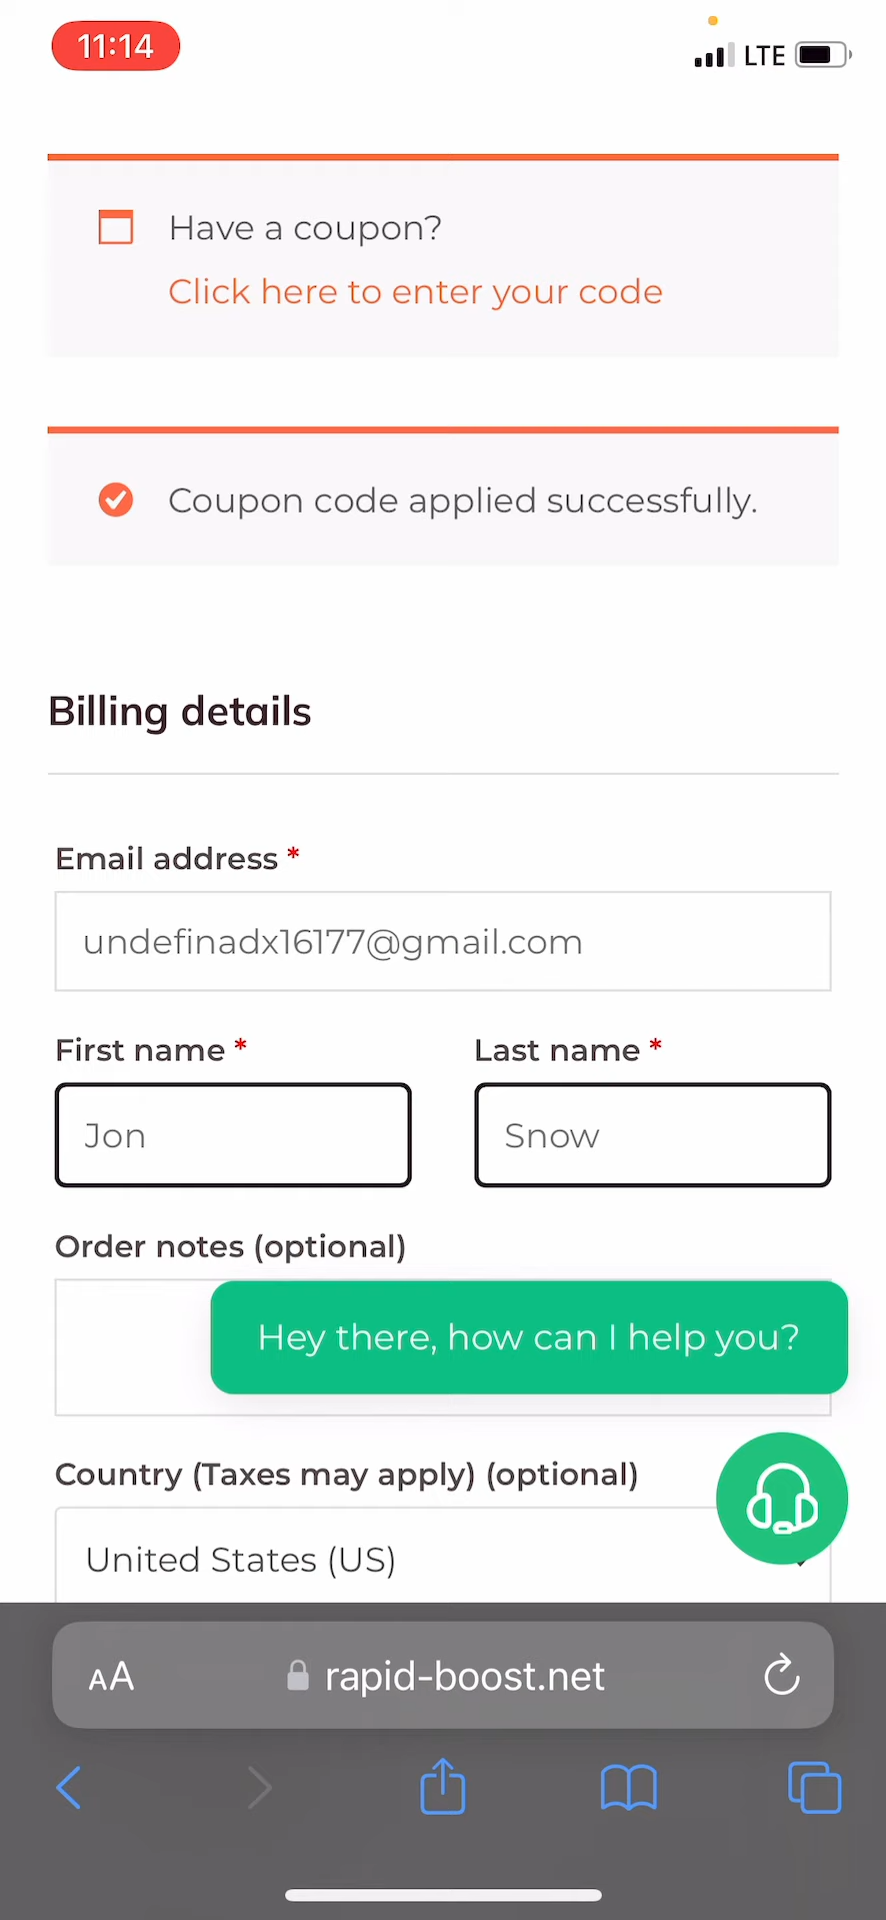 11:14
LTE
Have a coupon?
Click here to enter your code
Coupon code applied successfully.
Billing details
Email address *
undefinadx16177@gmail.com
First name * Last name *
Jon Snow
Order notes (optional)
Hey there, how can I help you?
Country (Taxes may apply) (optional)
United States (US)
AA rapid-boost.net